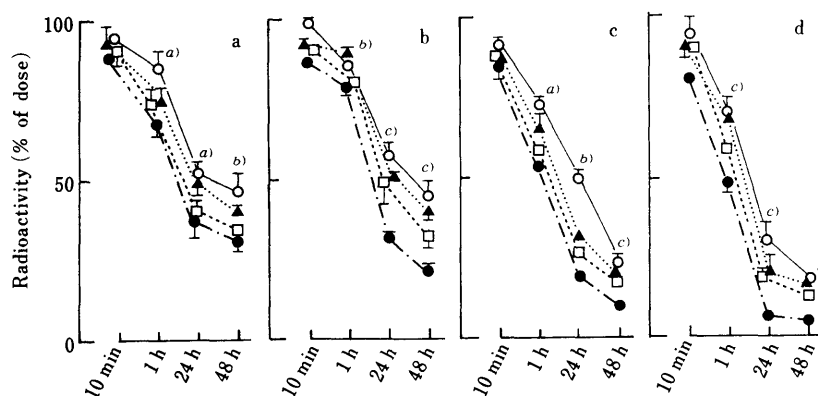 100
50
0
Radioactivity (% of dose)
a
a)
a)
b)
10 min
1 h
24 h
48 h
b
b)
c)
c)
10 min
1 h
24 h
48 h
c
a)
b)
c)
10 min
1 h
24 h
48 h
d
c)
c)
10 min
1 h
24 h
48 h